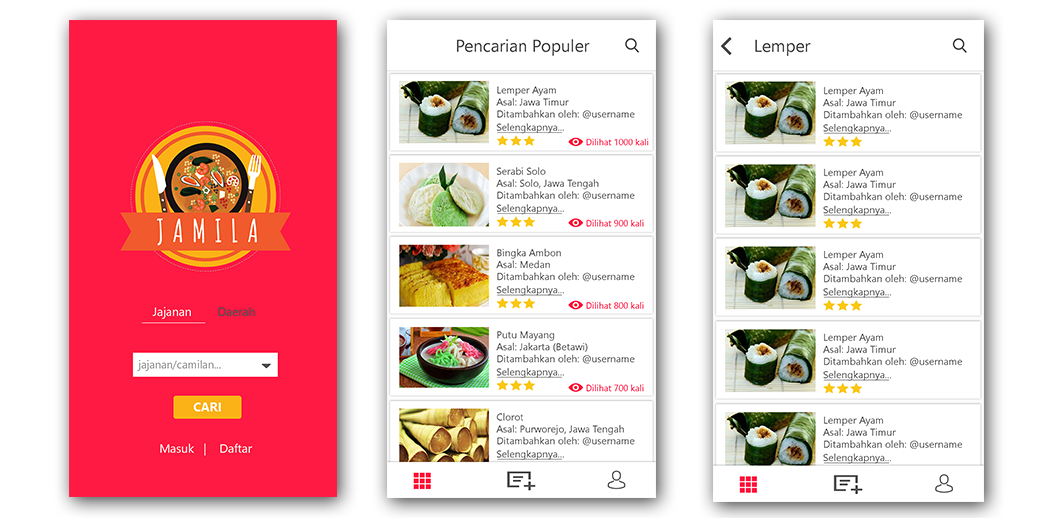 JAMILA
Jajanan Daerah
jajanan/camilan...
CARI
Masuk | Daftar
Pencarian Populer
Lemper Ayam
Asal: Jawa Timur
Ditambahkan oleh: @username
Selengkapnya...
Dilihat 1000 kali
Serabi Solo
Asal: Solo, Jawa Tengah
Ditambahkan oleh: @username
Selengkapnya...
Dilihat 900 kali
Bingka Ambon
Asal: Medan
Ditambahkan oleh: @username
Selengkapnya...
Dilihat 800 kali
Putu Mayang
Asal: Jakarta (Betawi)
Ditambahkan oleh: @username
Selengkapnya...
Dilihat 700 kali
Clorot
Asal: Purworejo, Jawa Tengah
Ditambahkan oleh: @username
Selengkapnya...
Lemper
Lemper Ayam
Asal: Jawa Timur
Ditambahkan oleh: @username
Selengkapnya...
Lemper Ayam
Asal: Jawa Timur
Ditambahkan oleh: @username
Selengkapnya...
Lemper Ayam
Asal: Jawa Timur
Ditambahkan oleh: @username
Selengkapnya...
Lemper Ayam
Asal: Jawa Timur
Ditambahkan oleh: @username
Selengkapnya...
Lemper Ayam
Asal: Jawa Timur
Ditambahkan oleh: @username
Selengkapnya...